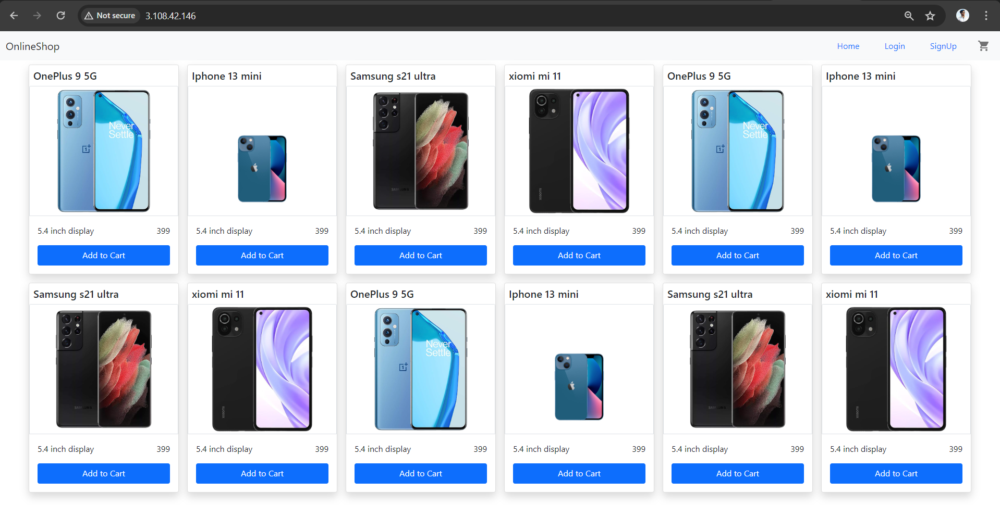 Not secure 3.108.42.146
OnlineShop Home Login SignUp
OnePlus 9 5G Iphone 13 mini Samsung s21 ultra xiomi mi 11 OnePlus 9 5G Iphone 13 mini
Never Settle
SAMSUNG
xiaomi
Never Settle
5.4 inch display 399 5.4 inch display 399 5.4 inch display 399 5.4 inch display 399 5.4 inch display 399 5.4 inch display 399
Add to Cart Add to Cart Add to Cart Add to Cart Add to Cart Add to Cart
Samsung s21 ultra xiomi mi 11 OnePlus 9 5G Iphone 13 mini Samsung s21 ultra xiomi mi 11
SAMSUNG
xiaomi
Never Settle
SAMSUNG
xiaomi
5.4 inch display 399 5.4 inch display 399 5.4 inch display 399 5.4 inch display 399 5.4 inch display 399 5.4 inch display 399
Add to Cart Add to Cart Add to Cart Add to Cart Add to Cart Add to Cart